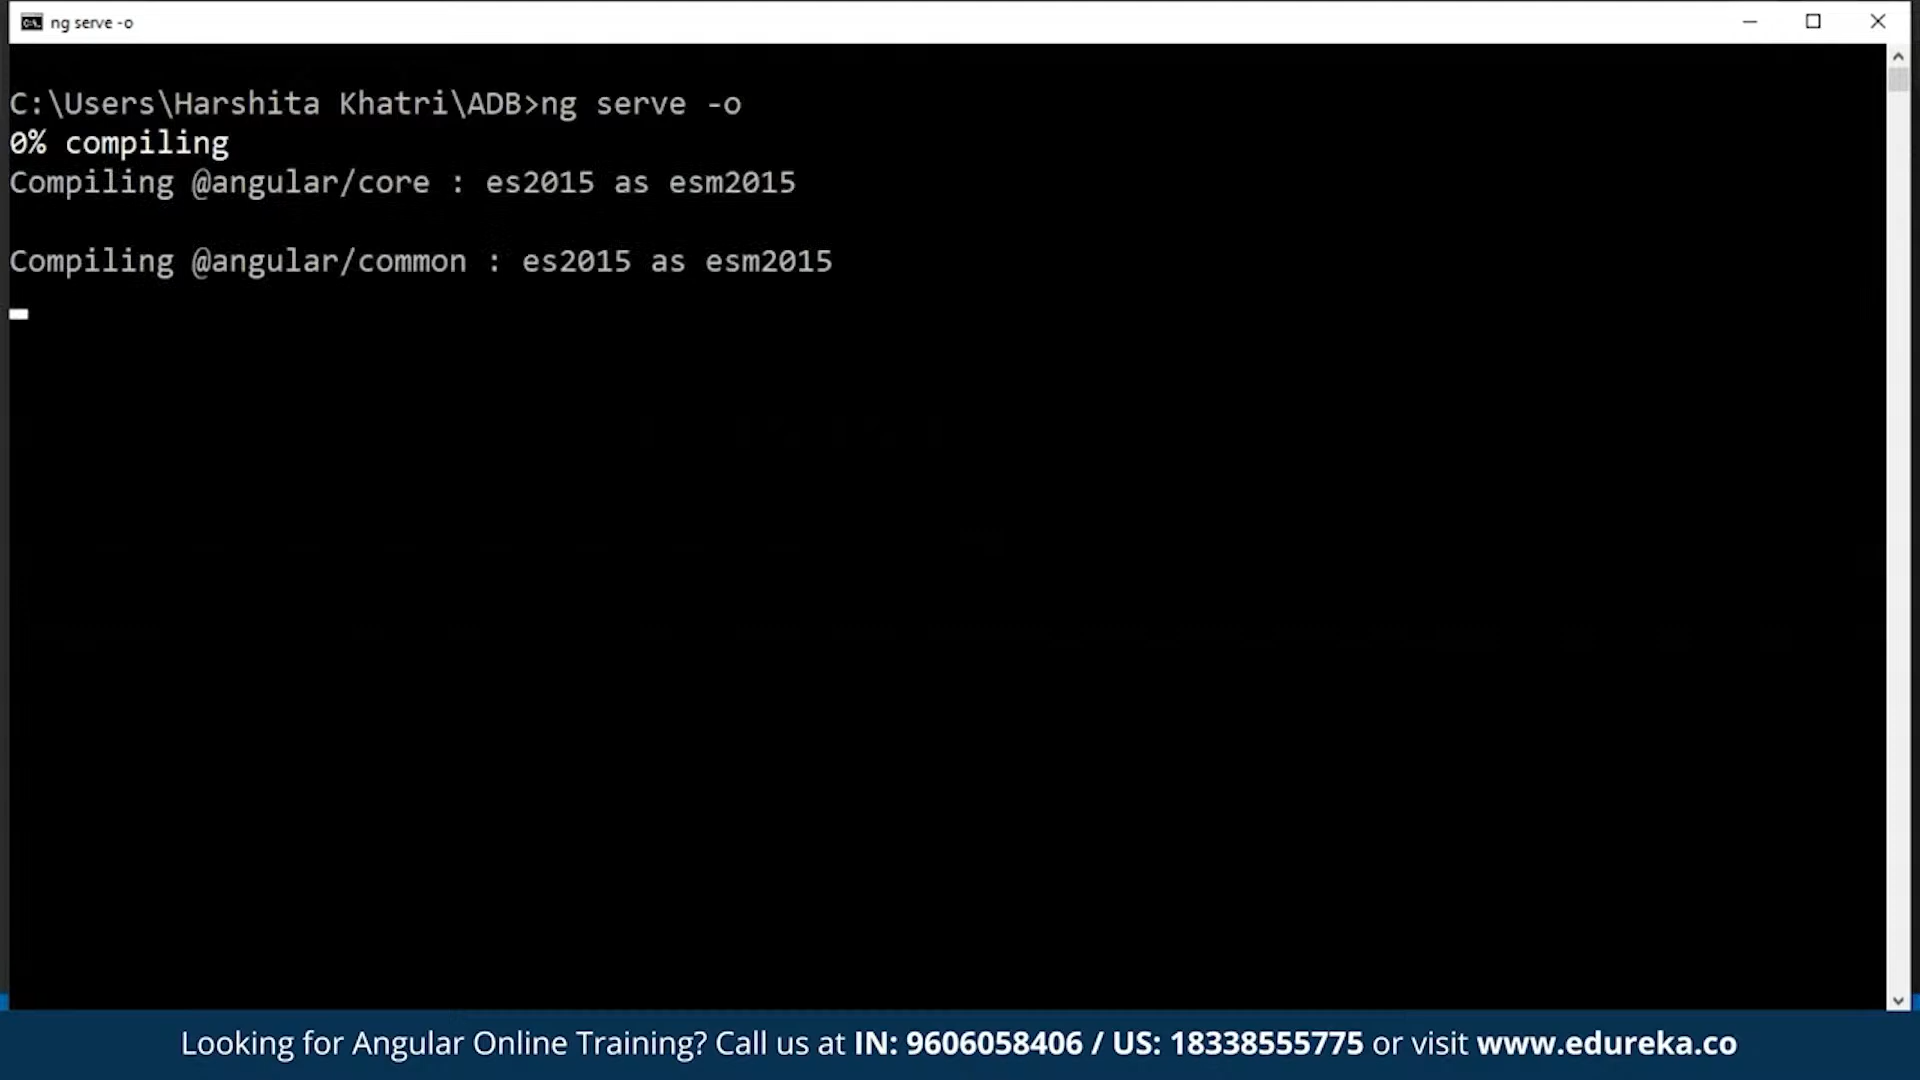 ng serve -o
C:\Users\Harshita Khatri\ADB>ng serve -o
0% compiling
Compiling @angular/core : es2015 as esm2015
Compiling @angular/common : es2015 as esm2015
Looking for Angular Online Training? Call us at IN: 9606058406 / US: 18338555775 or visit www.edureka.co